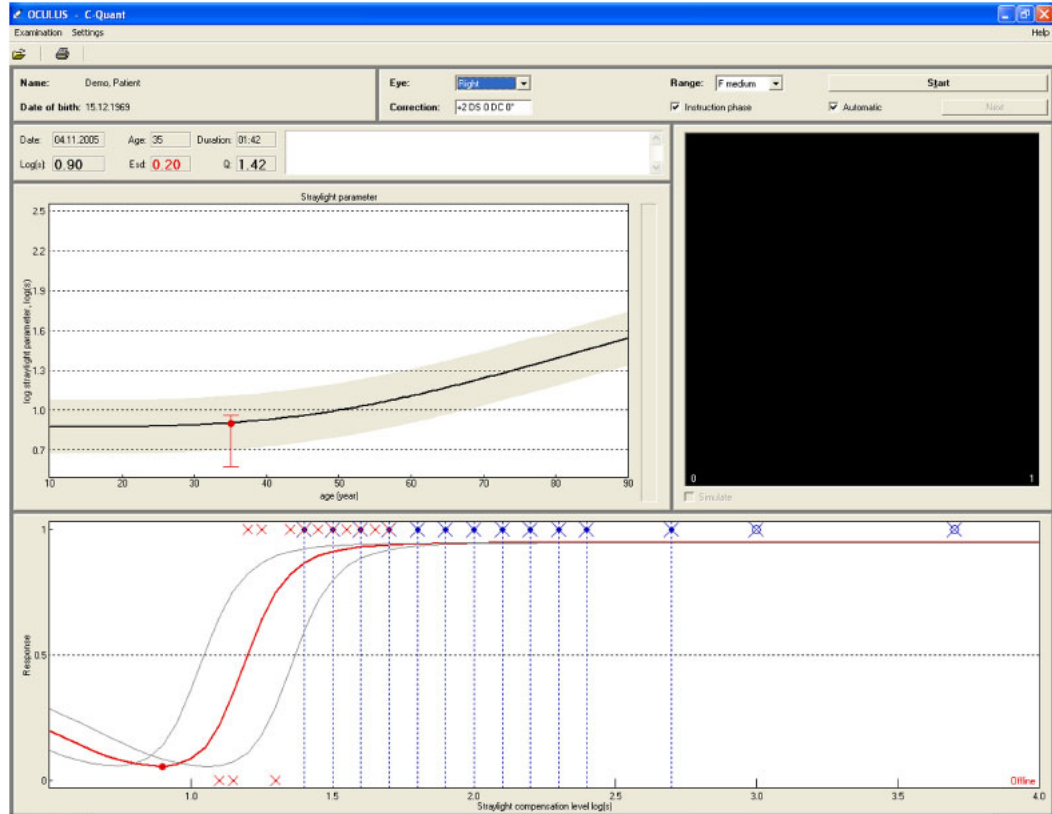 OCULUS - C-Quant
Examination Settings Help
Name: Demo, Patient
Date of birth: 15.12.1969
Eye: Right
Correction: +2 DS 0 DC 0°
Range: F medium
Start
Instruction phase
Automatic
Next
Date: 04.11.2005 Age: 35 Duration: 01:42
Log(s): 0.90 Esd: 0.20 Q: 1.42
Straylight parameter
log straylight parameter, log(s)
2.5
2.2
1.9
1.6
1.3
1.0
0.7
10 20 30 40 50 60 70 80 90
age (year)
0 1
Simulate
Response
1
0.5
0
1.0 1.5 2.0 2.5 3.0 3.5 4.0
Offline
Straylight compensation level log(s)